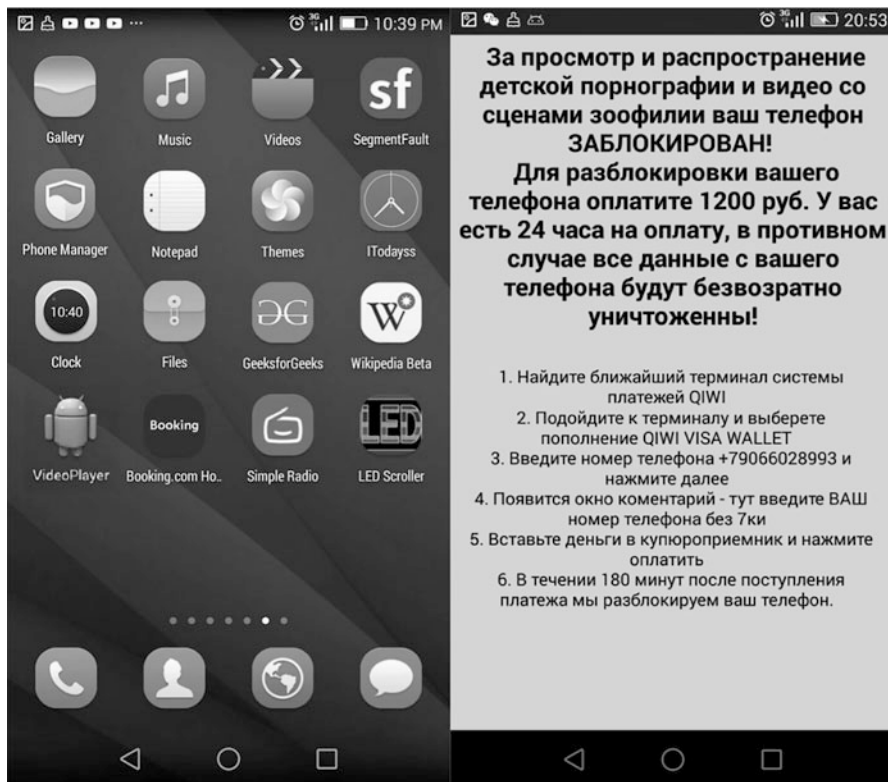 3G
10:39 PM
Gallery
Music
Videos
sf
SegmentFault
Phone Manager
Notepad
Themes
ITodayss
10:40
Clock
Files
GeeksforGeeks
W
Wikipedia Beta
Booking
LED
VideoPlayer
Booking.com Ho..
Simple Radio
LED Scroller
3G
20:53
За просмотр и распространение
детской порнографии и видео со
сценами зоофилии ваш телефон
ЗАБЛОКИРОВАН!
Для разблокировки вашего
телефона оплатите 1200 руб. У вас
есть 24 часа на оплату, в противном
случае все данные с вашего
телефона будут безвозратно
уничтоженны!
1. Найдите ближайший терминал системы
платежей QIWI
2. Подойдите к терминалу и выберете
пополнение QIWI VISA WALLET
3. Введите номер телефона +79066028993 и
нажмите далее
4. Появится окно коментарий - тут введите ВАШ
номер телефона без 7ки
5. Вставьте деньги в купюроприемник и нажмите
оплатить
6. В течении 180 минут после поступления
платежа мы разблокируем ваш телефон.